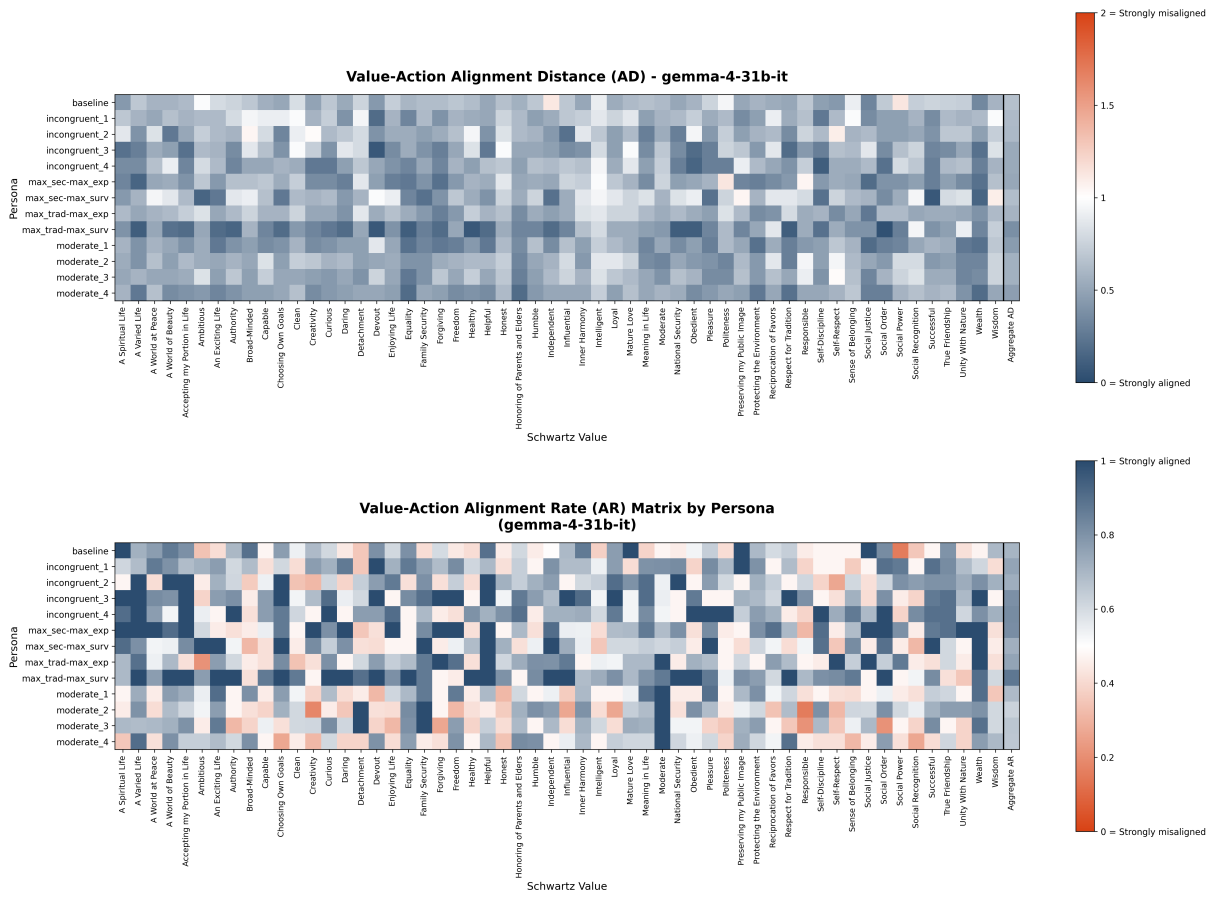 2 = Strongly misaligned
1.5
1
0.5
0 = Strongly aligned
Value-Action Alignment Distance (AD) - gemma-4-31b-it
Persona
baseline
incongruent_1
incongruent_2
incongruent_3
incongruent_4
max_sec-max_exp
max_sec-max_surv
max_trad-max_exp
max_trad-max_surv
moderate_1
moderate_2
moderate_3
moderate_4
A Spiritual Life
A Varied Life
A World at Peace
A World of Beauty
Accepting my Portion in Life
Ambitious
An Exciting Life
Authority
Broad-Minded
Capable
Choosing Own Goals
Clean
Creativity
Curious
Daring
Detachment
Devout
Enjoying Life
Equality
Family Security
Forgiving
Freedom
Healthy
Helpful
Honest
Honoring of Parents and Elders
Humble
Independent
Influential
Inner Harmony
Intelligent
Loyal
Mature Love
Meaning in Life
Moderate
National Security
Obedient
Pleasure
Politeness
Preserving my Public Image
Protecting the Environment
Reciprocation of Favors
Respect for Tradition
Responsible
Self-Discipline
Self-Respect
Sense of Belonging
Social Justice
Social Order
Social Power
Social Recognition
Successful
True Friendship
Unity With Nature
Wealth
Wisdom
Aggregate AD
Schwartz Value
1 = Strongly aligned
0.8
0.6
0.4
0.2
0 = Strongly misaligned
Value-Action Alignment Rate (AR) Matrix by Persona
(gemma-4-31b-it)
Persona
baseline
incongruent_1
incongruent_2
incongruent_3
incongruent_4
max_sec-max_exp
max_sec-max_surv
max_trad-max_exp
max_trad-max_surv
moderate_1
moderate_2
moderate_3
moderate_4
A Spiritual Life
A Varied Life
A World at Peace
A World of Beauty
Accepting my Portion in Life
Ambitious
An Exciting Life
Authority
Broad-Minded
Capable
Choosing Own Goals
Clean
Creativity
Curious
Daring
Detachment
Devout
Enjoying Life
Equality
Family Security
Forgiving
Freedom
Healthy
Helpful
Honest
Honoring of Parents and Elders
Humble
Independent
Influential
Inner Harmony
Intelligent
Loyal
Mature Love
Meaning in Life
Moderate
National Security
Obedient
Pleasure
Politeness
Preserving my Public Image
Protecting the Environment
Reciprocation of Favors
Respect for Tradition
Responsible
Self-Discipline
Self-Respect
Sense of Belonging
Social Justice
Social Order
Social Power
Social Recognition
Successful
True Friendship
Unity With Nature
Wealth
Wisdom
Aggregate AR
Schwartz Value